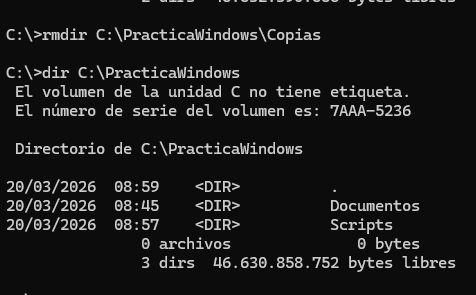 C:\>rmdir C:\PracticaWindows\Copias
C:\>dir C:\PracticaWindows
El volumen de la unidad C no tiene etiqueta.
El número de serie del volumen es: 7AAA-5236
Directorio de C:\PracticaWindows
20/03/2026 08:59 <DIR> .
20/03/2026 08:45 <DIR> Documentos
20/03/2026 08:57 <DIR> Scripts
0 archivos 0 bytes
3 dirs 46.630.858.752 bytes libres